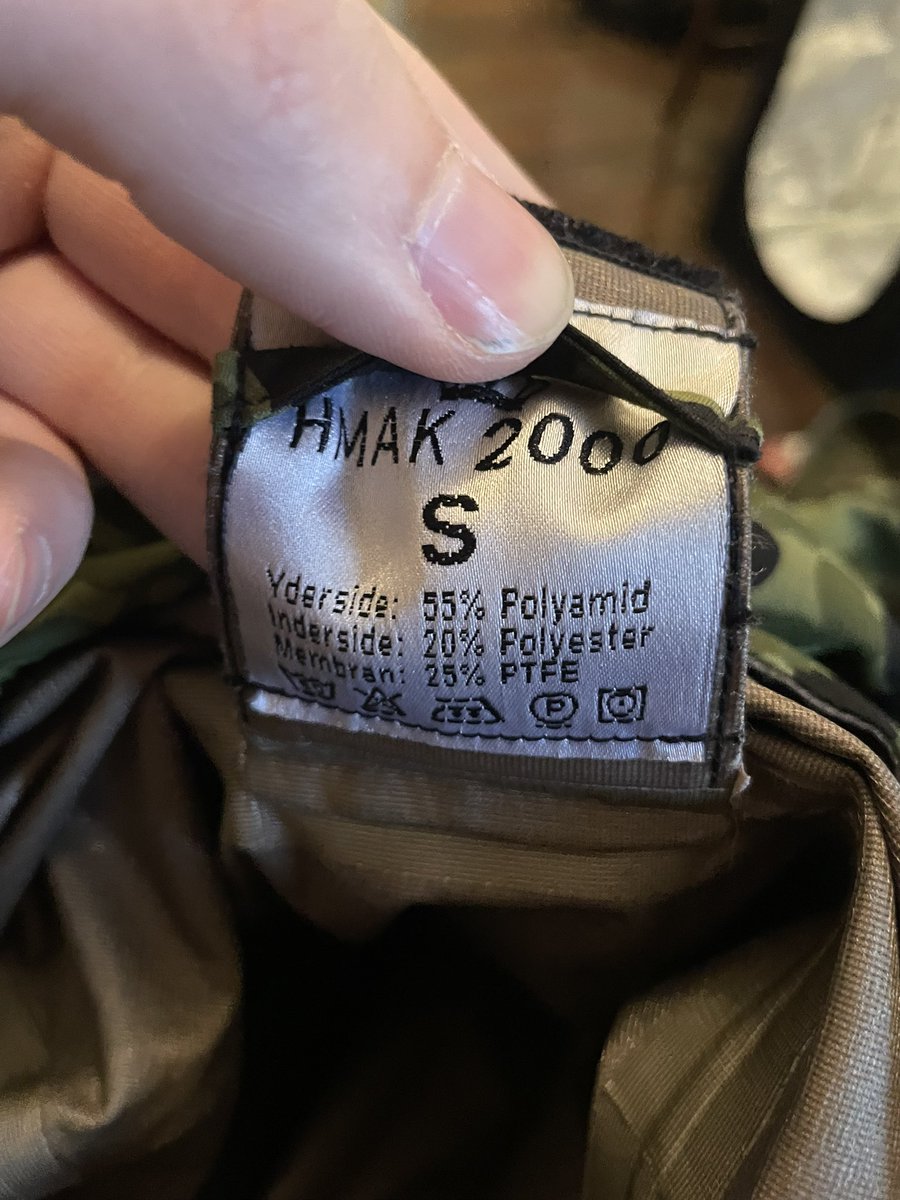 HMAK 2000
S
Yderside: 55% Polyamid
Inderside: 20% Polyester
Membran: 25% PTFE
P